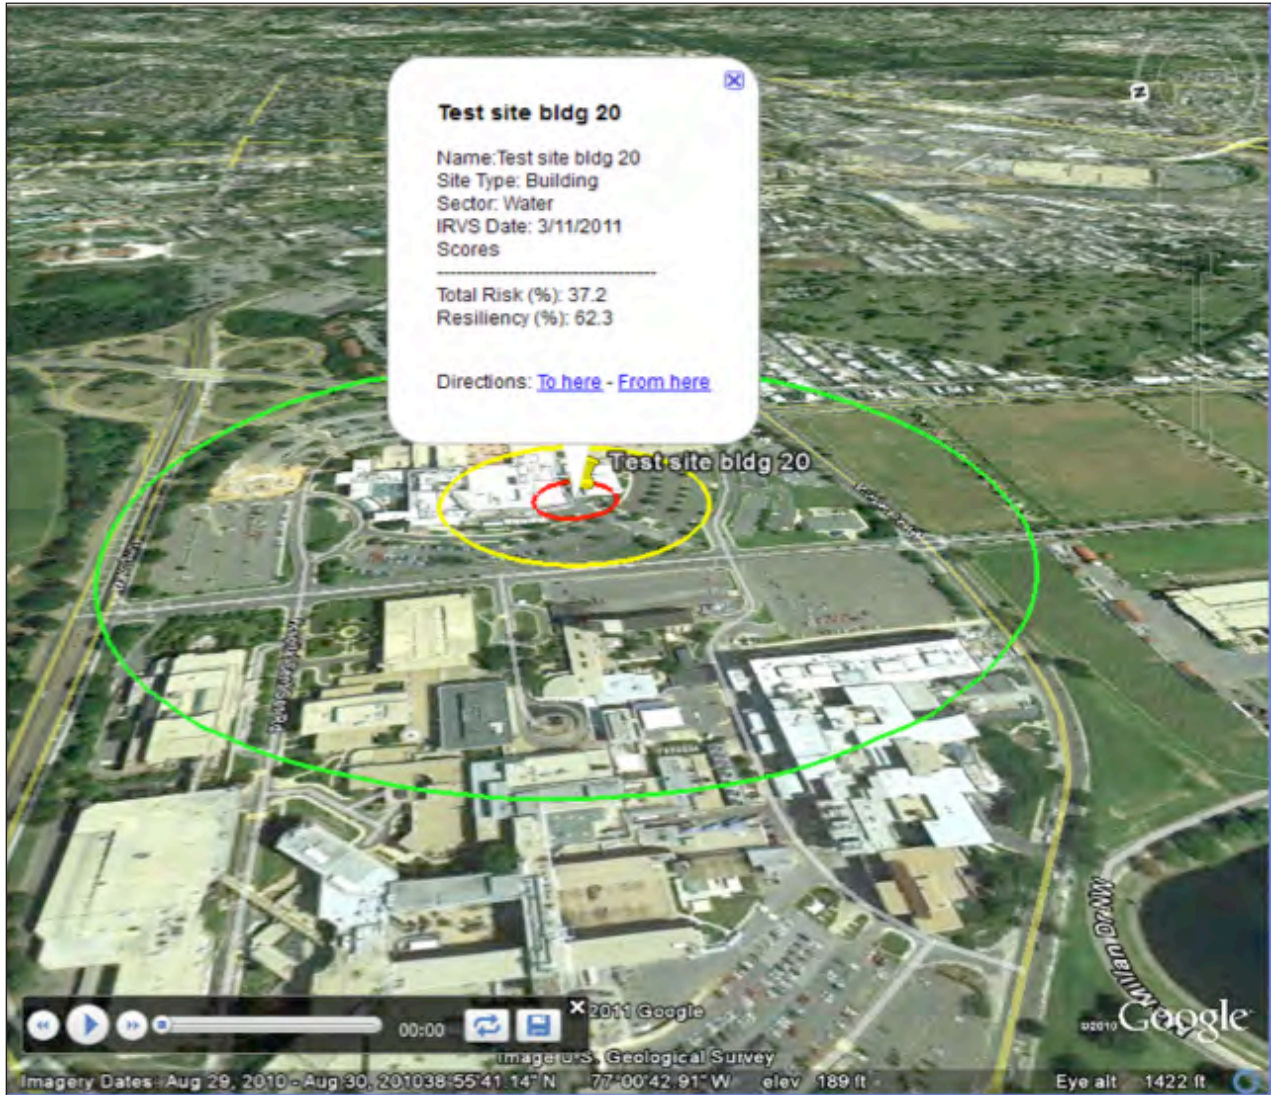 Test site bldg 20
Name:Test site bldg 20
Site Type: Building
Sector: Water
IRVS Date: 3/11/2011
Scores
------------------------------------
Total Risk (%): 37.2
Resiliency (%): 62.3
Directions: To here - From here
Test site bldg 20
McMillan Dr NW
00:00
2011 Google
©2010 Google
Image U.S. Geological Survey
Imagery Dates: Aug 29, 2010 - Aug 30, 2010 38°55'41.14" N 77°00'42.91" W elev 189 ft
Eye alt 1422 ft